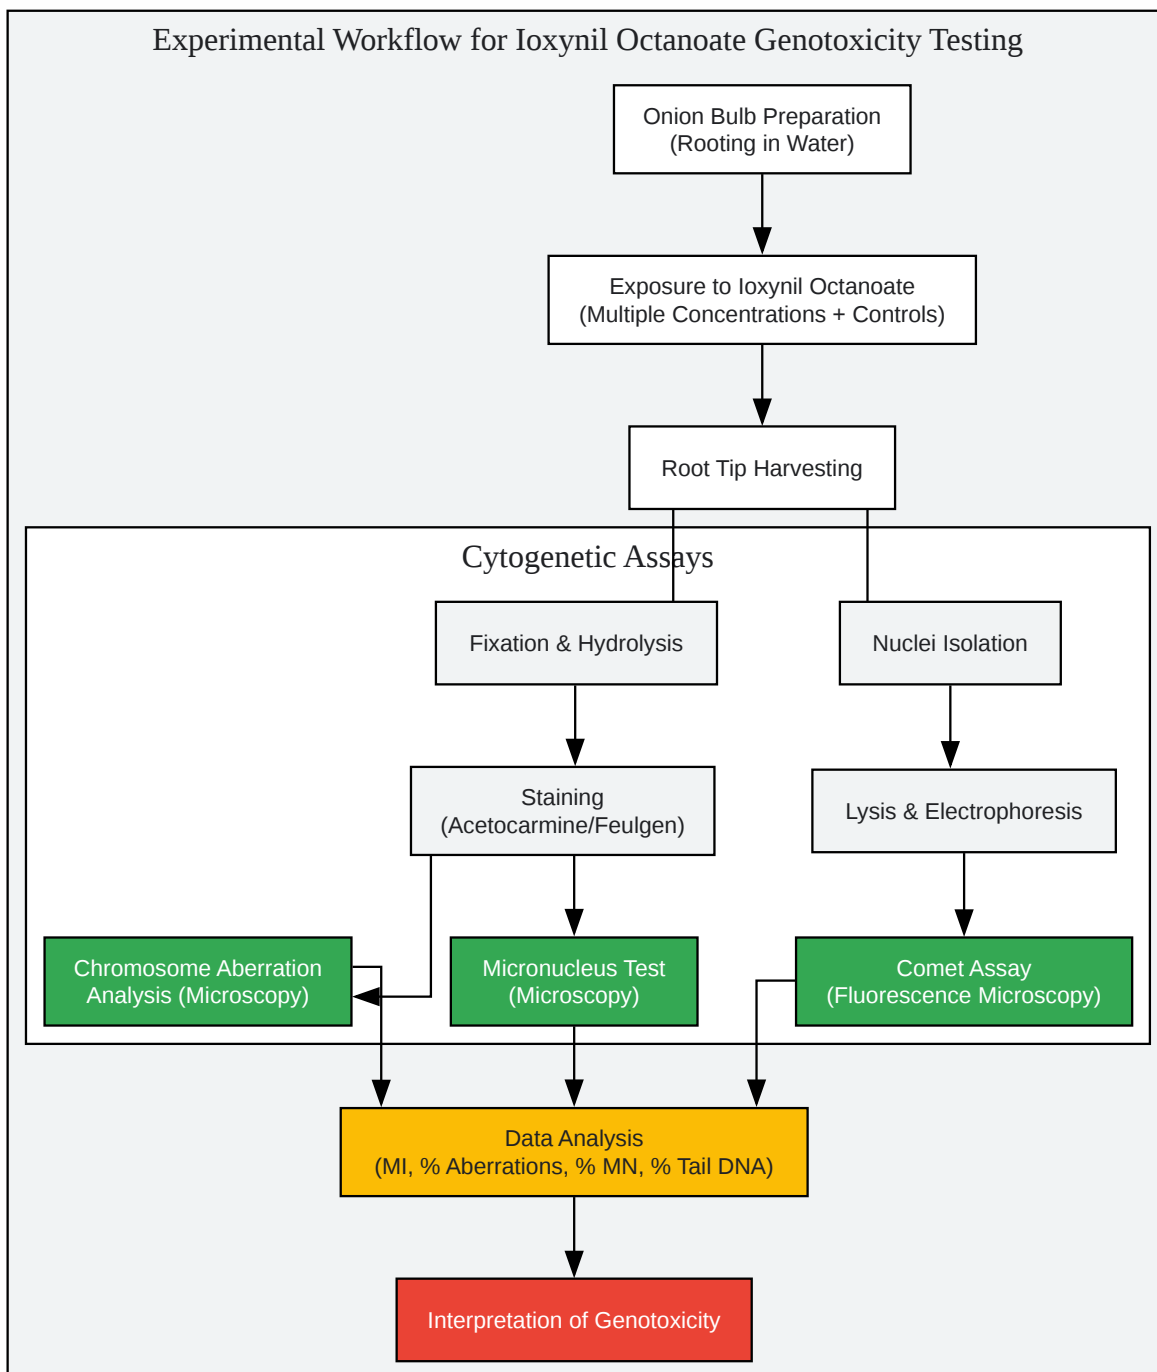 Experimental Workflow for Ioxynil Octanoate Genotoxicity Testing
Onion Bulb Preparation
(Rooting in Water)
Exposure to Ioxynil Octanoate
(Multiple Concentrations + Controls)
Root Tip Harvesting
Cytogenetic Assays
Fixation & Hydrolysis
Nuclei Isolation
Staining
(Acetocarmine/Feulgen)
Lysis & Electrophoresis
Chromosome Aberration
Analysis (Microscopy)
Micronucleus Test
(Microscopy)
Comet Assay
(Fluorescence Microscopy)
Data Analysis
(MI, % Aberrations, % MN, % Tail DNA)
Interpretation of Genotoxicity